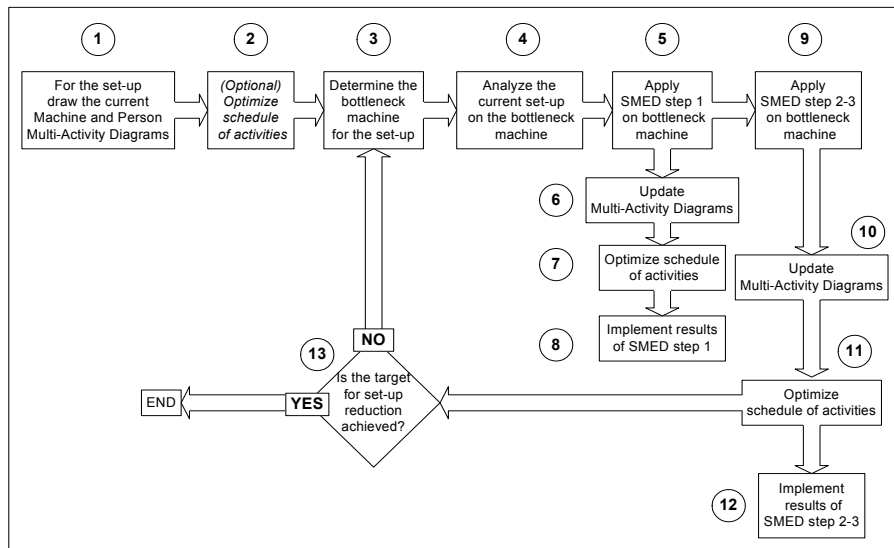 1
For the set-up
draw the current
Machine and Person
Multi-Activity Diagrams
2
(Optional)
Optimize
schedule
of activities
3
Determine the
bottleneck
machine
for the set-up
4
Analyze the
current set-up
on the bottleneck
machine
5
Apply
SMED step 1
on bottleneck
machine
9
Apply
SMED step 2-3
on bottleneck
machine
6
Update
Multi-Activity Diagrams
7
Optimize schedule
of activities
8
Implement results
of SMED step 1
10
Update
Multi-Activity Diagrams
11
Optimize
schedule of activities
12
Implement
results of
SMED step 2-3
13
NO
Is the target
for set-up
reduction
achieved?
YES
END